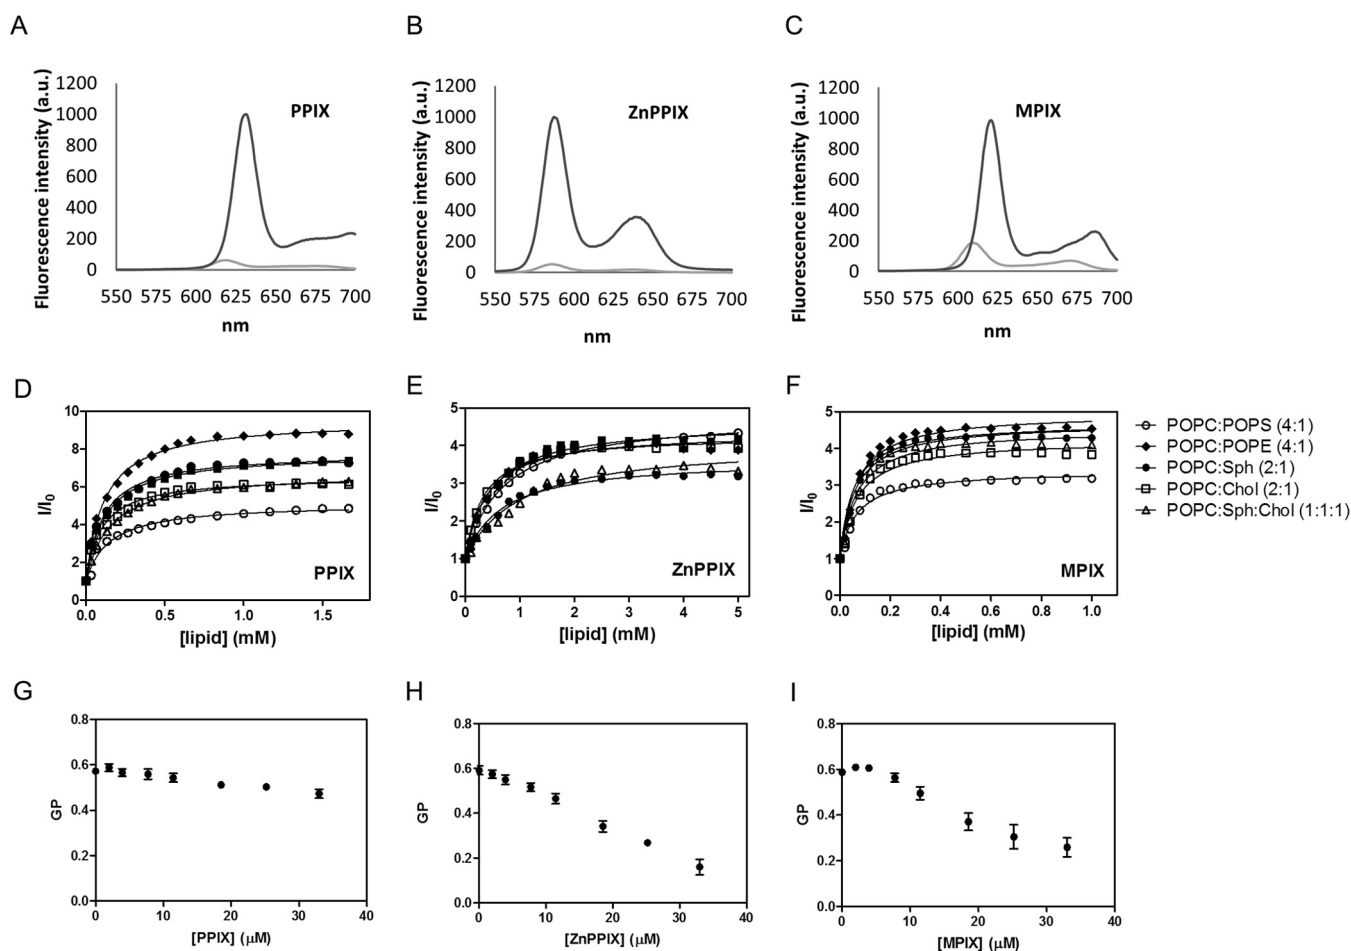 A
B
C
Fluorescence intensity (a.u.)
1200
1000
800
600
400
200
0
PPIX
550 575 600 625 650 675 700
nm
Fluorescence intensity (a.u.)
1200
1000
800
600
400
200
0
ZnPPIX
550 575 600 625 650 675 700
nm
Fluorescence intensity (a.u.)
1200
1000
800
600
400
200
0
MPIX
550 575 600 625 650 675 700
nm
D
E
F
I/I0
10
8
6
4
2
0
PPIX
0.0 0.5 1.0 1.5
[lipid] (mM)
I/I0
5
4
3
2
1
0
ZnPPIX
0 1 2 3 4 5
[lipid] (mM)
I/I0
5
4
3
2
1
0
MPIX
0.0 0.2 0.4 0.6 0.8 1.0
[lipid] (mM)
POPC:POPS (4:1)
POPC:POPE (4:1)
POPC:Sph (2:1)
POPC:Chol (2:1)
POPC:Sph:Chol (1:1:1)
G
H
I
GP
0.8
0.6
0.4
0.2
0.0
0 10 20 30 40
[PPIX] (μM)
GP
0.8
0.6
0.4
0.2
0.0
0 10 20 30 40
[ZnPPIX] (μM)
GP
0.8
0.6
0.4
0.2
0.0
0 10 20 30 40
[MPIX] (μM)